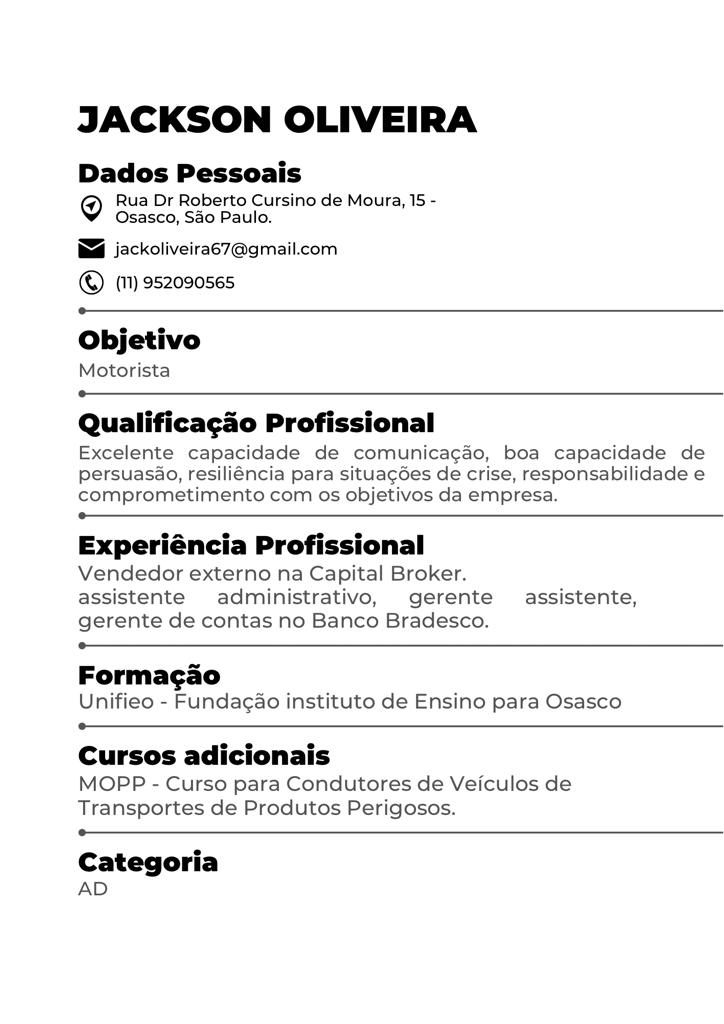 JACKSON OLIVEIRA
Dados Pessoais
Rua Dr Roberto Cursino de Moura, 15 -
Osasco, São Paulo.
jackoliveira67@gmail.com
(11) 952090565
Objetivo
Motorista
Qualificação Profissional
Excelente capacidade de comunicação, boa capacidade de
persuasão, resiliência para situações de crise, responsabilidade e
comprometimento com os objetivos da empresa.
Experiência Profissional
Vendedor externo na Capital Broker.
assistente administrativo, gerente assistente,
gerente de contas no Banco Bradesco.
Formação
Unifieo - Fundação instituto de Ensino para Osasco
Cursos adicionais
MOPP - Curso para Condutores de Veículos de
Transportes de Produtos Perigosos.
Categoria
AD